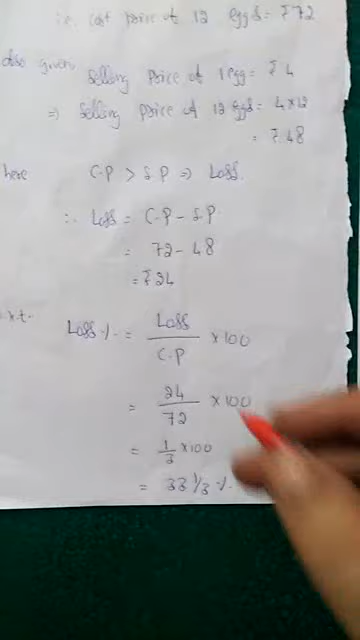 i.e. cost price of 12 eggs = ₹72
also given
Selling Price of 1 egg = ₹4
⇒ Selling price of 12 eggs = 4×12
= ₹48
here C.P > S.P ⇒ Loss.
∴ Loss = C.P - S.P
= 72 - 48
= ₹24
Loss % = Loss / C.P × 100
= 24 / 72 × 100
= 1/3 × 100
= 33 1/3 %